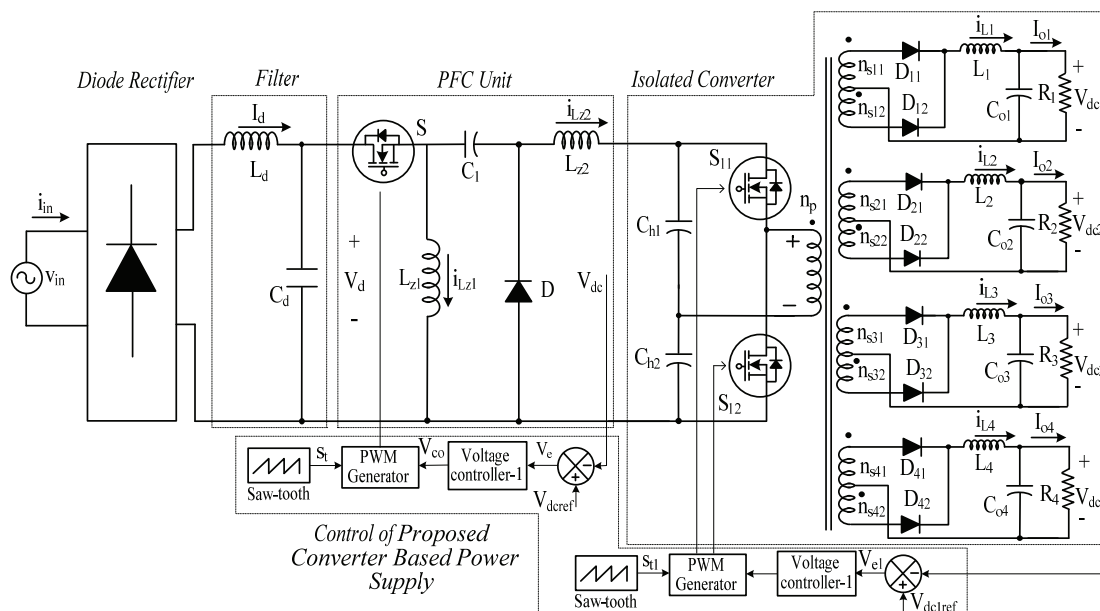 Diode Rectifier
Filter
PFC Unit
Isolated Converter
i_in
v_in
I_d
L_d
C_d
V_d
+
-
S
C_1
L_z1
i_Lz1
D
i_Lz2
L_z2
V_dc
C_h1
C_h2
S_11
S_12
n_p
+
−
n_s11
n_s12
D_11
D_12
i_L1
L_1
C_o1
I_o1
R_1
+
V_dc
-
n_s21
n_s22
D_21
D_22
i_L2
L_2
C_o2
I_o2
R_2
+
V_dc2
-
n_s31
n_s32
D_31
D_32
i_L3
L_3
C_o3
I_o3
R_3
+
-
n_s41
n_s42
D_41
D_42
i_L4
L_4
C_o4
I_o4
R_4
+
V_dc
-
Saw-tooth
s_t
PWM
Generator
V_co
Voltage
controller-1
V_e
−
+
V_dcref
Control of Proposed
Converter Based Power
Supply
Saw-tooth
s_t1
PWM
Generator
Voltage
controller-1
V_e1
−
+
V_dc1ref